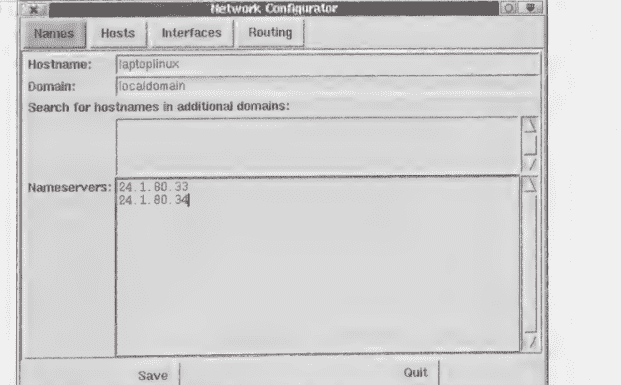 Network Configurator
Names Hosts Interfaces Routing
Hostname: laptoplinux
Domain: localdomain
Search for hostnames in additional domains:
Nameservers: 24.1.80.33
24.1.80.34
Save Quit